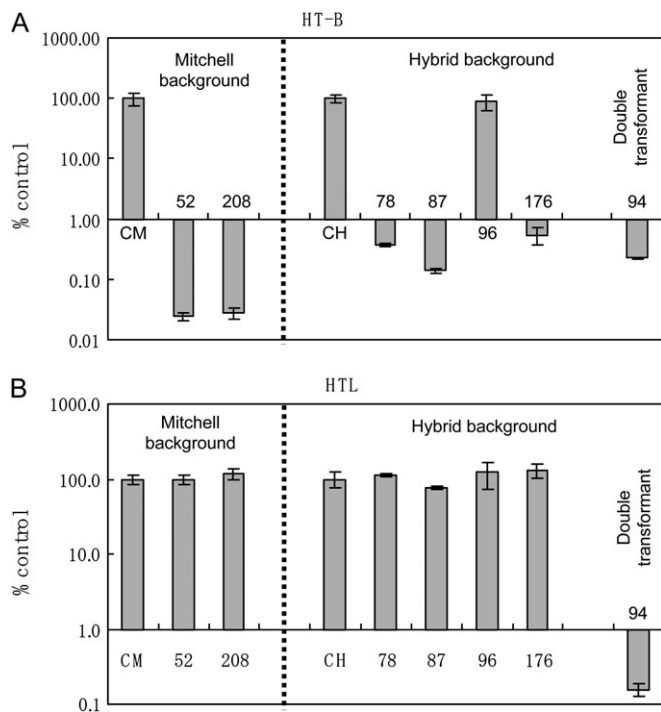 A
HT-B
1000.00
100.00
10.00
1.00
0.10
0.01
% control
Mitchell
background
Hybrid background
Double
transformant
52 208 78 87 176 94
CM CH 96
B
HTL
1000.0
100.0
10.0
1.0
0.1
% control
Mitchell
background
Hybrid background
Double
transformant
94
CM 52 208 CH 78 87 96 176